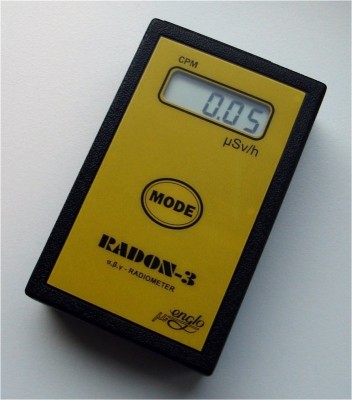 CPM
0.05
µSv/h
MODE
RADON-3
α,β,γ - RADIOMETER
englo